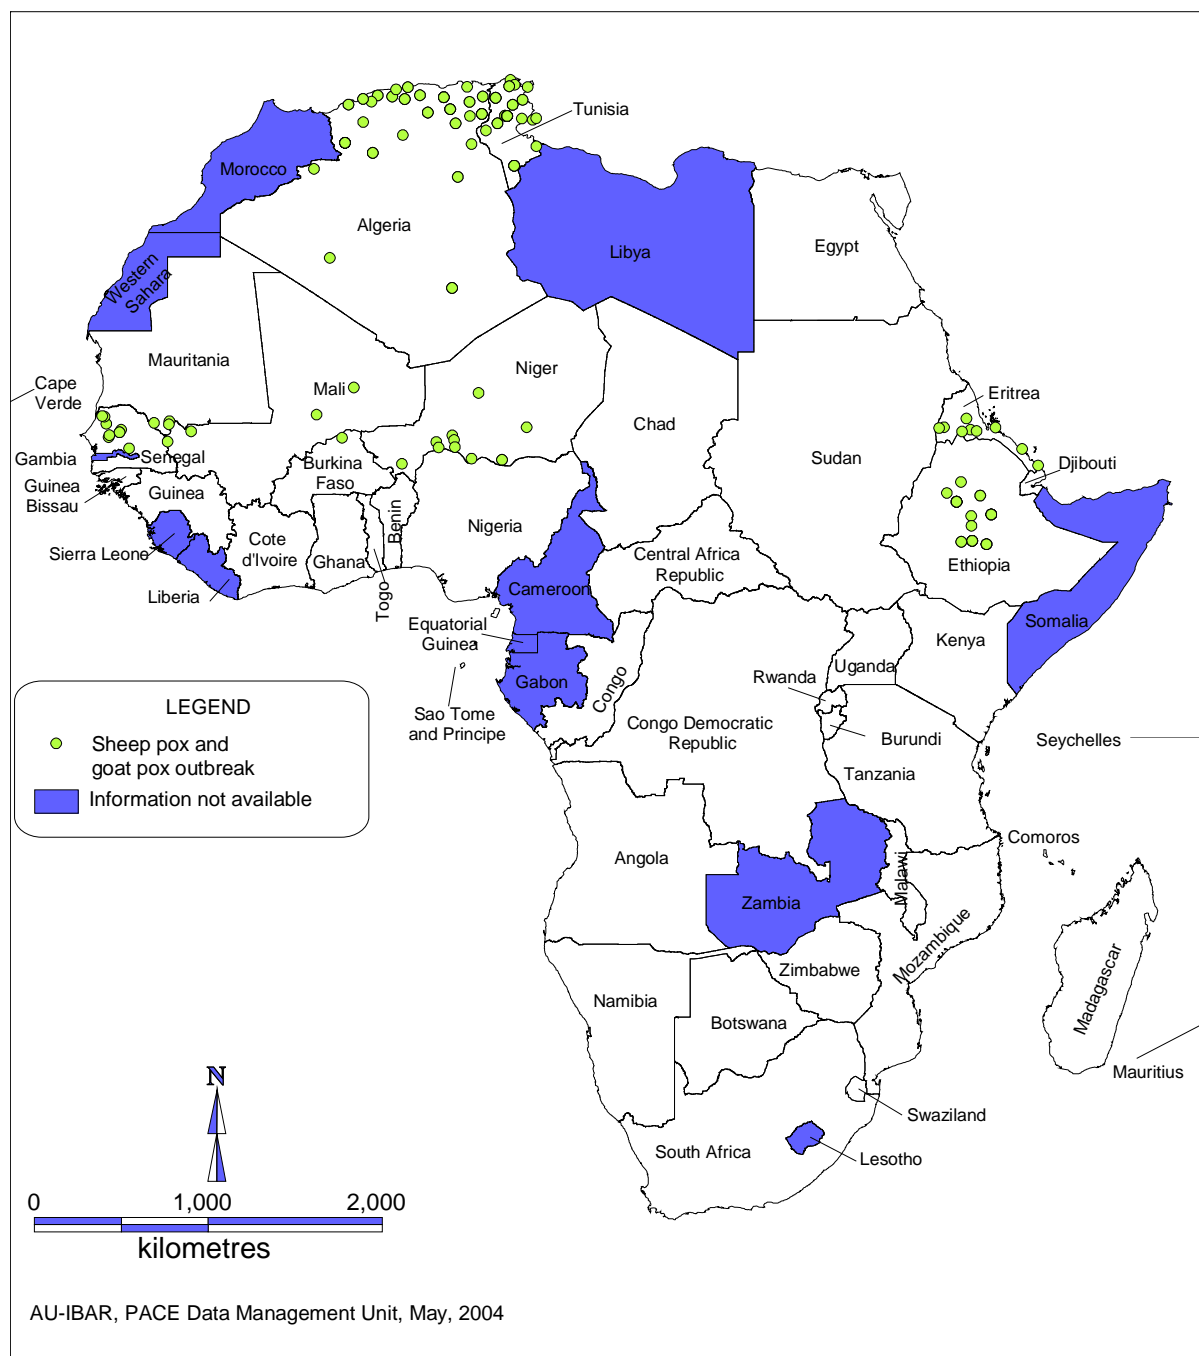 Tunisia
Morocco
Algeria
Libya
Egypt
Western
Sahara
Mauritania
Mali
Niger
Chad
Sudan
Eritrea
Cape
Verde
Gambia
Senegal
Guinea
Bissau
Guinea
Burkina
Faso
Benin
Nigeria
Djibouti
Sierra Leone
Cote
d'Ivoire
Ghana
Togo
Liberia
Central Africa
Republic
Ethiopia
Cameroon
Equatorial
Guinea
Gabon
Congo
Uganda
Kenya
Somalia
Rwanda
Sao Tome
and Principe
Congo Democratic
Republic
Burundi
Tanzania
Seychelles
LEGEND
Sheep pox and
goat pox outbreak
Information not available
Angola
Zambia
Malawi
Comoros
Mozambique
Zimbabwe
Namibia
Botswana
Madagascar
Mauritius
Swaziland
South Africa
Lesotho
N
0 1,000 2,000
kilometres
AU-IBAR, PACE Data Management Unit, May, 2004